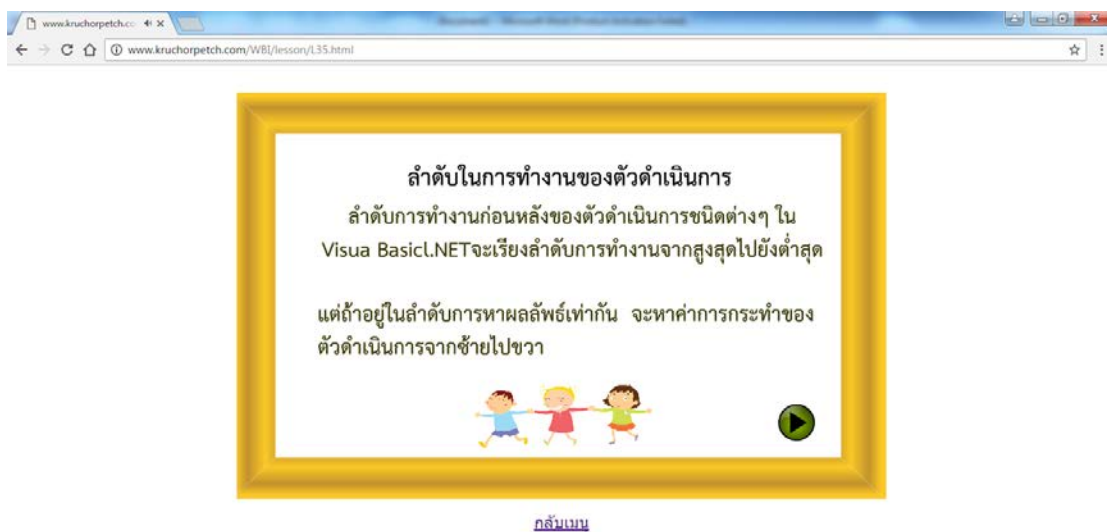 www.kruchorpetch.co
www.kruchorpetch.com/WBI/lesson/L35.html
ลำดับในการทำงานของตัวดำเนินการ
ลำดับการทำงานก่อนหลังของตัวดำเนินการชนิดต่างๆ ใน
Visua Basicl.NETจะเรียงลำดับการทำงานจากสูงสุดไปยังต่ำสุด
แต่ถ้าอยู่ในลำดับการหาผลลัพธ์เท่ากัน จะหาค่าการกระทำของ
ตัวดำเนินการจากซ้ายไปขวา
กลับเมนู